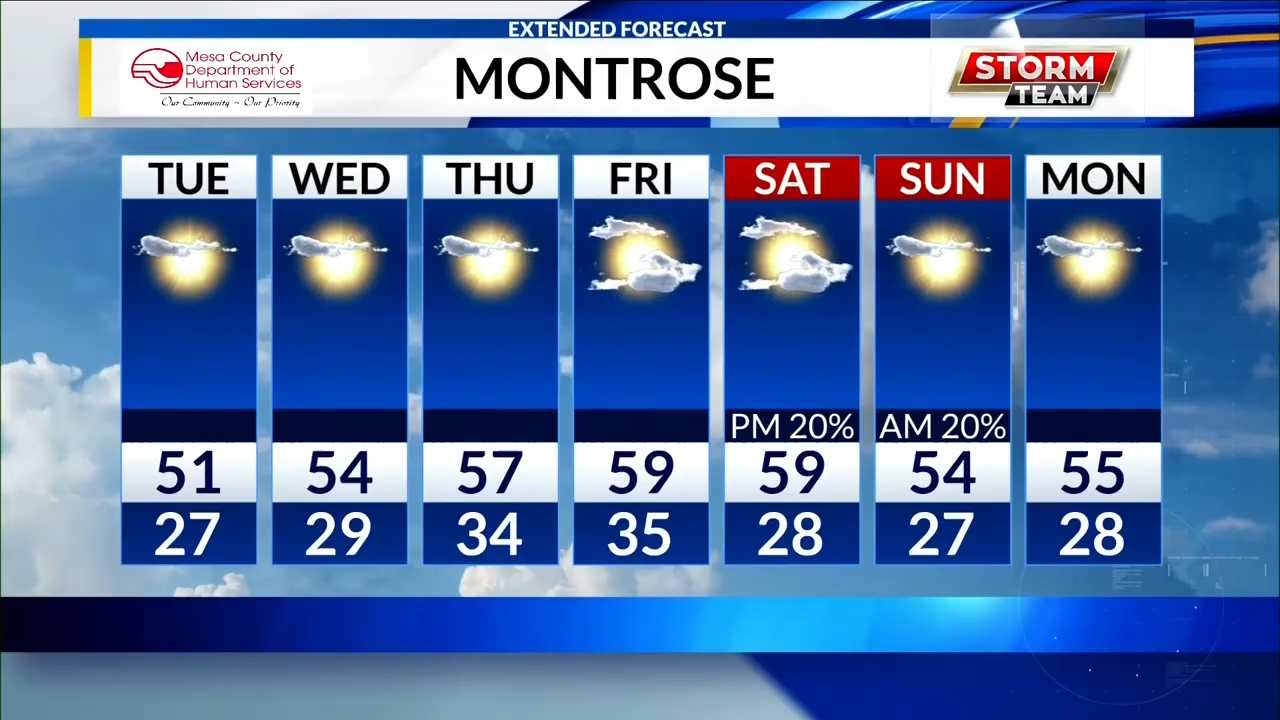 EXTENDED FORECAST
Mesa County
Department of
Human Services
Our Community ~ Our Priority
MONTROSE
STORM
TEAM
TUE WED THU FRI SAT SUN MON
PM 20% AM 20%
51 54 57 59 59 54 55
27 29 34 35 28 27 28